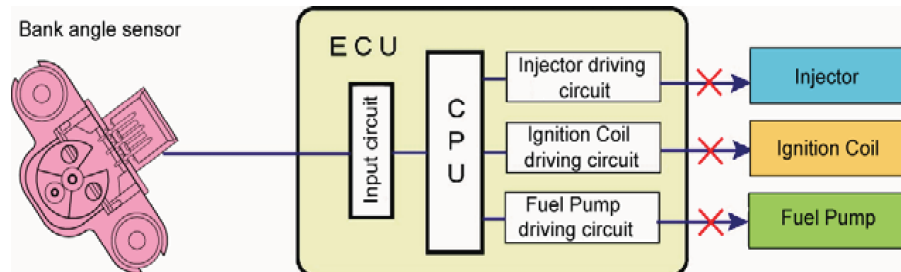 Bank angle sensor
E C U
Input circuit
C
P
U
Injector driving
circuit
Ignition Coil
driving circuit
Fuel Pump
driving circuit
Injector
Ignition Coil
Fuel Pump